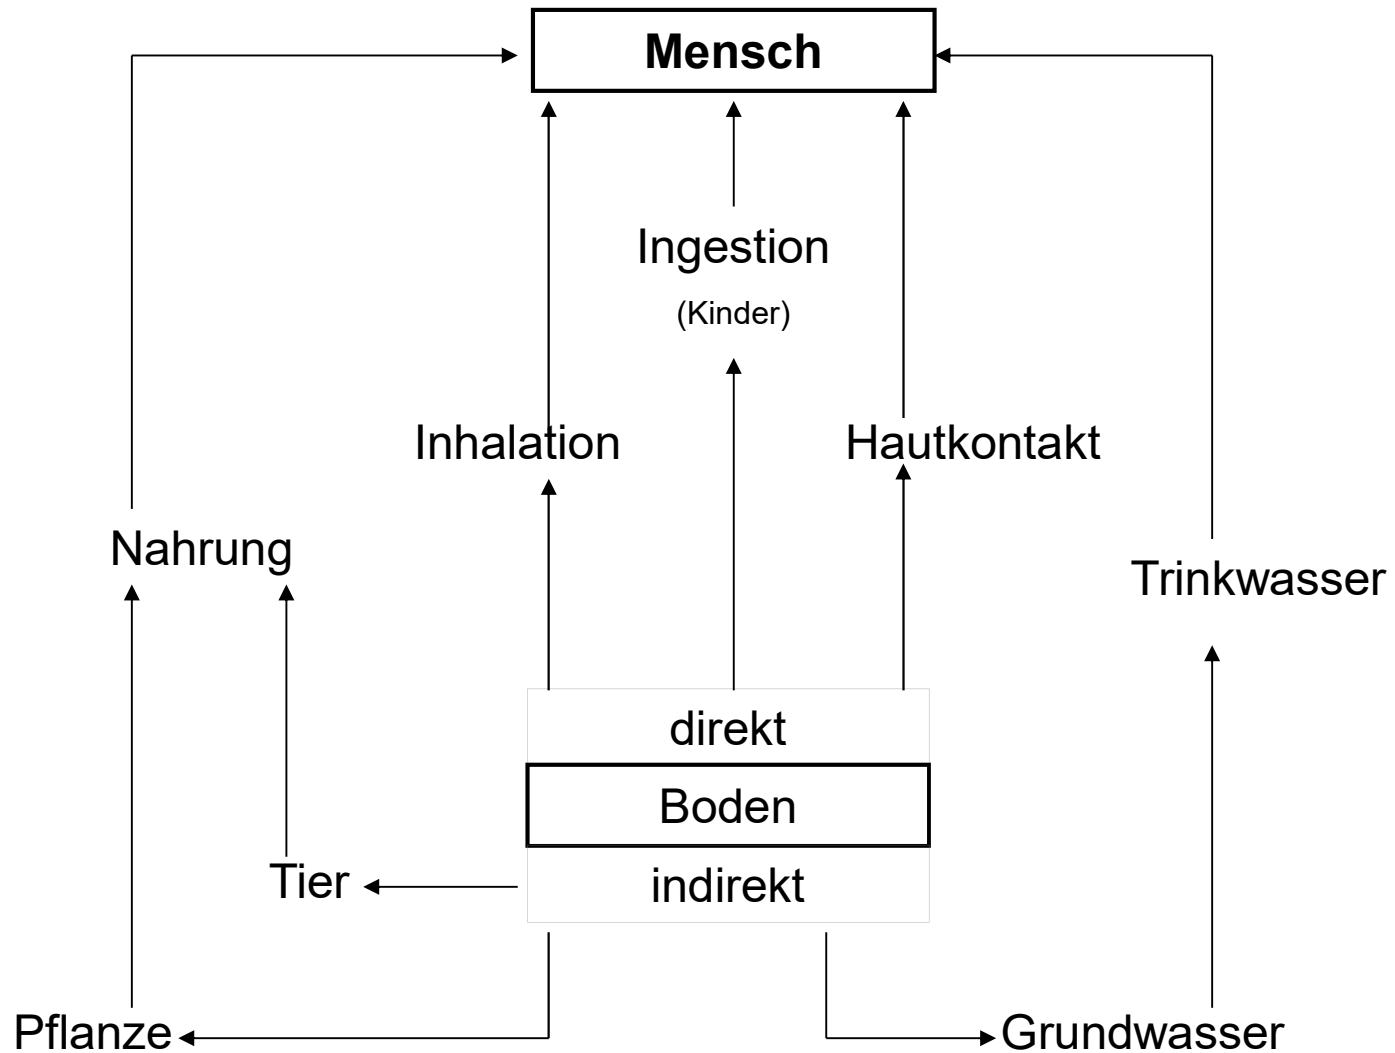 Mensch
Ingestion
(Kinder)
Inhalation
Hautkontakt
Nahrung
Trinkwasser
direkt
Boden
Tier
indirekt
Pflanze
Grundwasser